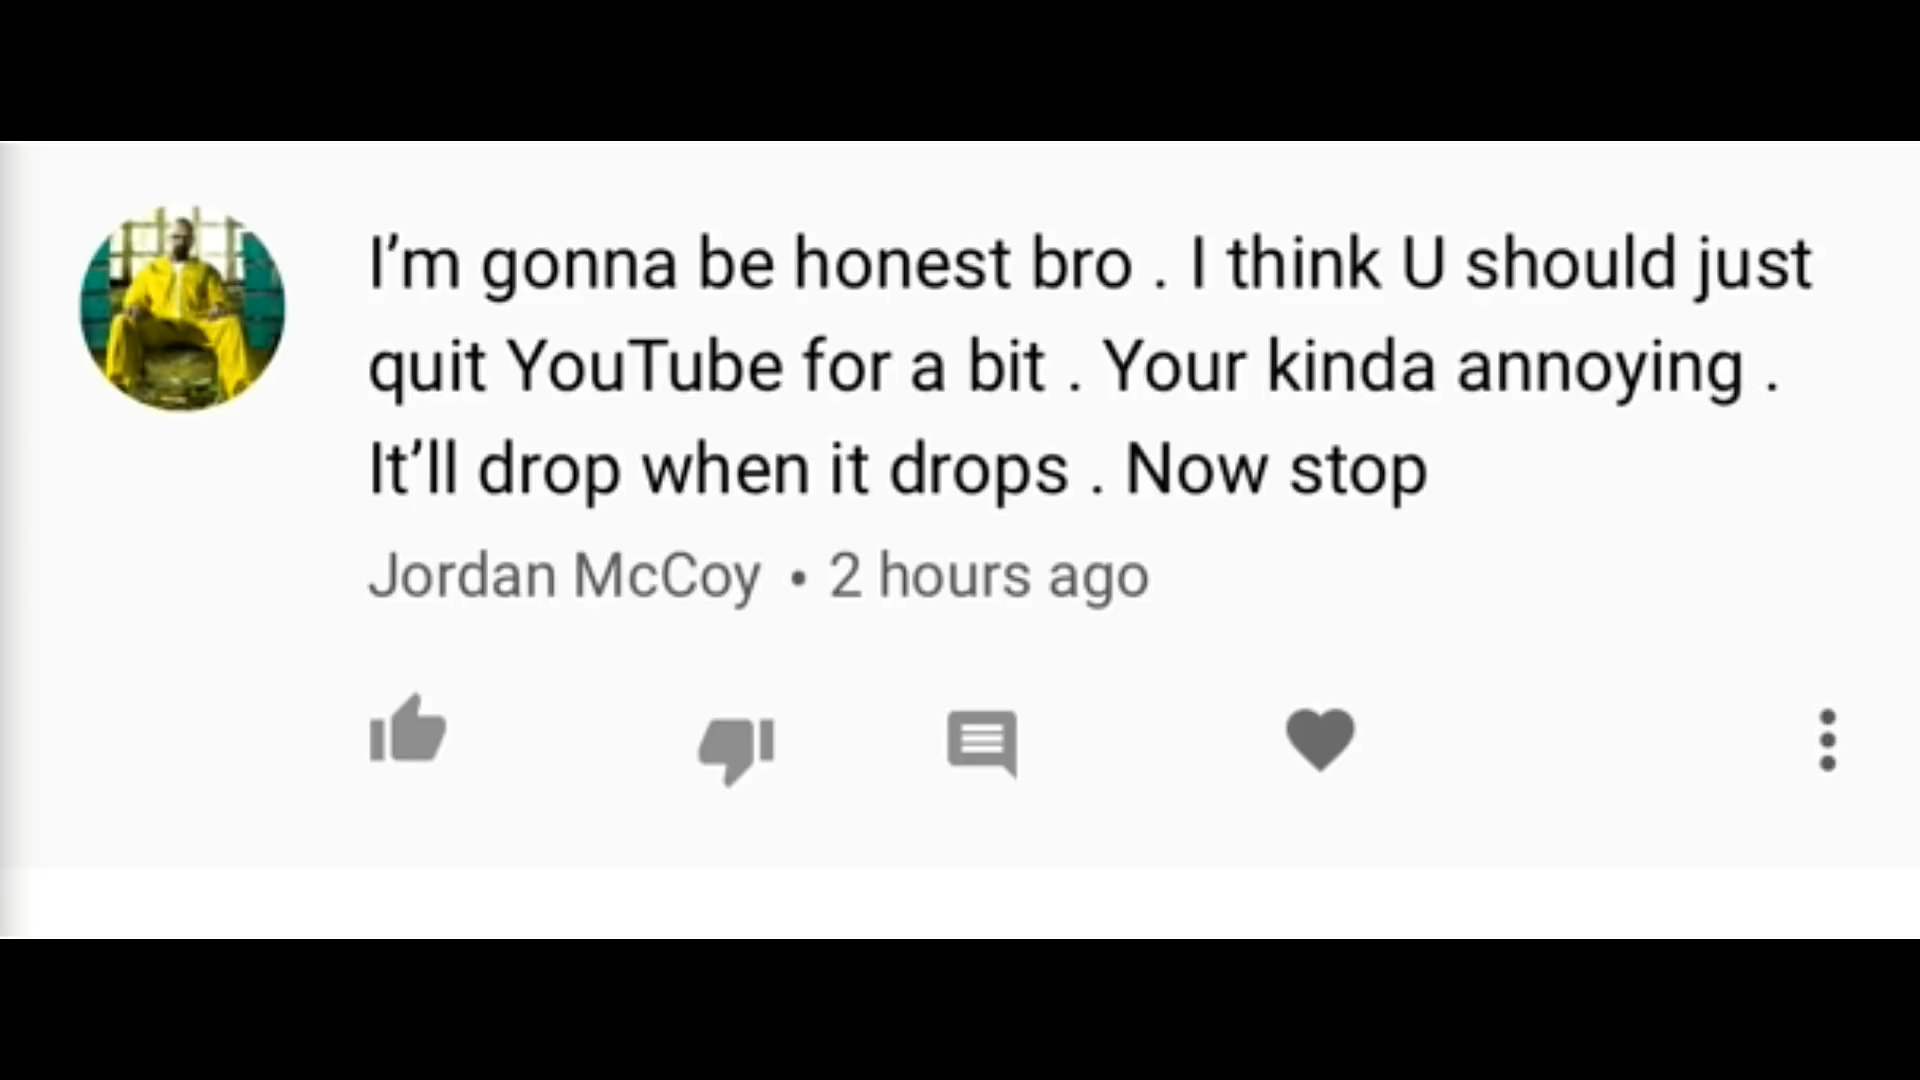 I’m gonna be honest bro . I think U should just
quit YouTube for a bit . Your kinda annoying .
It’ll drop when it drops . Now stop
Jordan McCoy • 2 hours ago